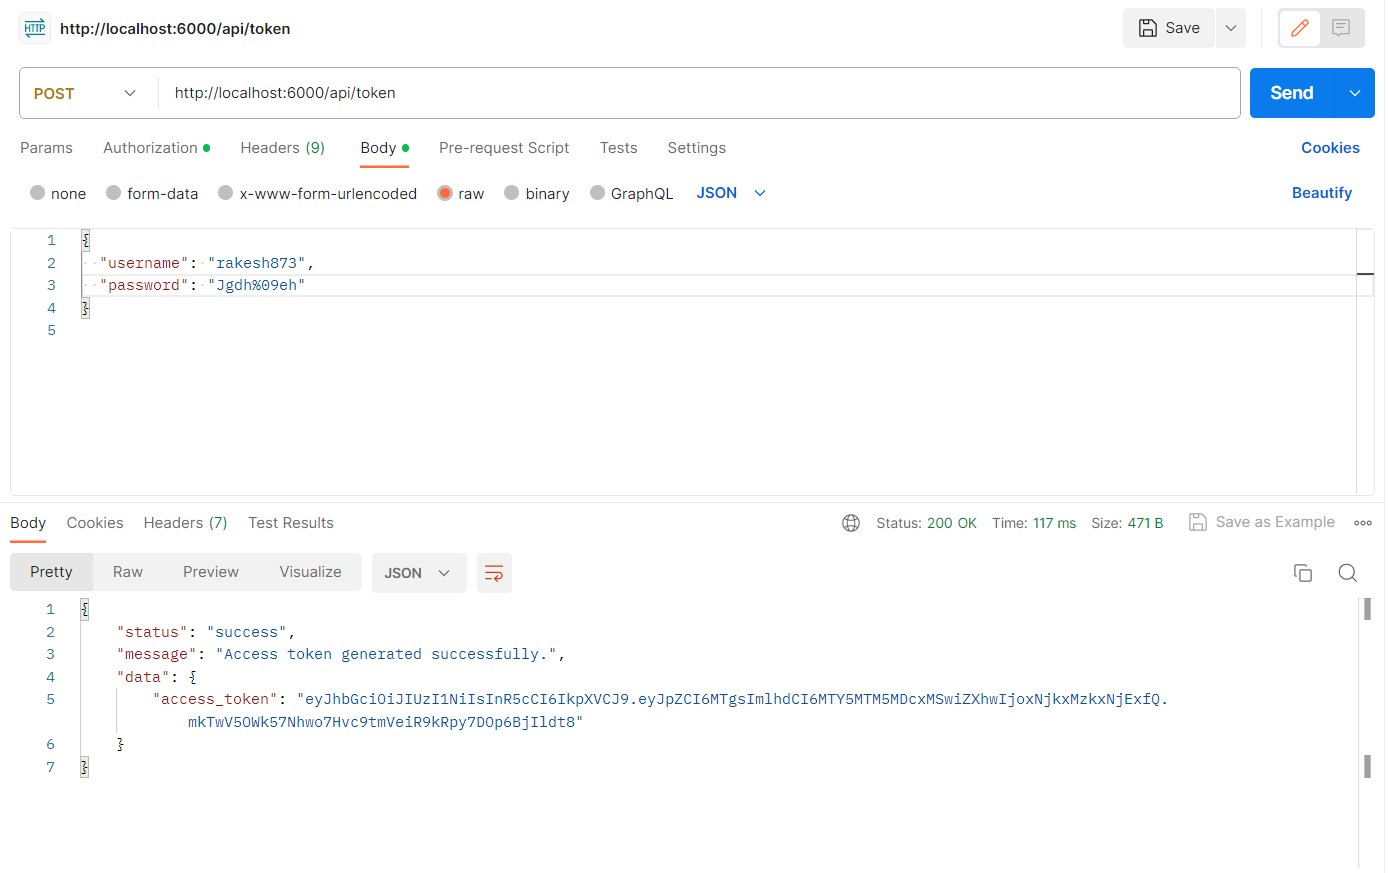 HTTP http://localhost:6000/api/token Save
POST http://localhost:6000/api/token Send
Params Authorization Headers (9) Body Pre-request Script Tests Settings Cookies
none form-data x-www-form-urlencoded raw binary GraphQL JSON Beautify
1 {
2 "username": "rakesh873",
3 "password": "Jgdh%09eh"
4 }
5
Body Cookies Headers (7) Test Results Status: 200 OK Time: 117 ms Size: 471 B Save as Example
Pretty Raw Preview Visualize JSON
1 {
2 "status": "success",
3 "message": "Access token generated successfully.",
4 "data": {
5 "access_token": "eyJhbGciOiJIUzI1NiIsInR5cCI6IkpXVCJ9.eyJpZCI6MTgsImlhdCI6MTY5MTM5MDcxMSwiZXhwIjoxNjkxMzkxNjExfQ.
mkTwV5OWk57Nhwo7Hvc9tmVeiR9kRpy7DOp6BjIldt8"
6 }
7 }